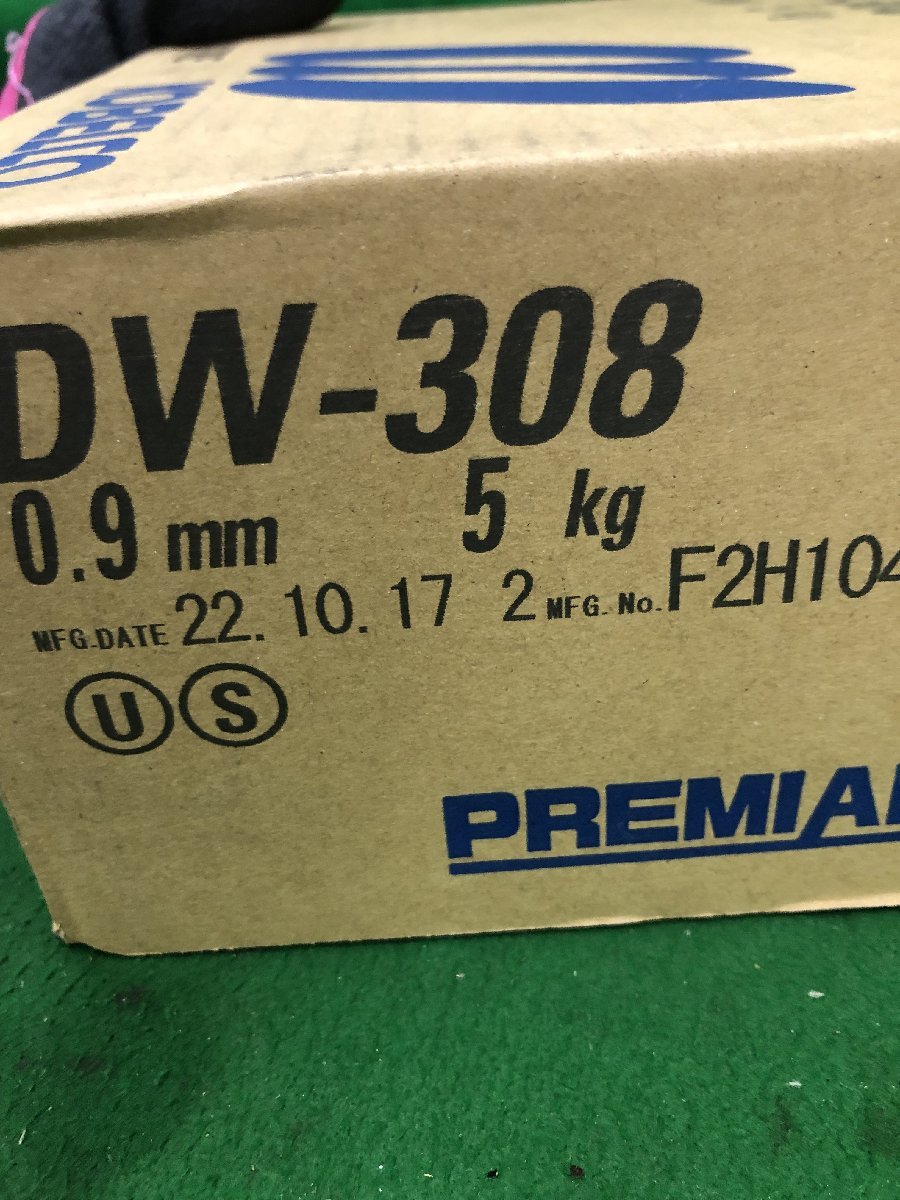 DW-308
0.9 mm 5 kg
MFG.DATE 22.10.17 2 MFG. No. F2H104
U S
PREMIA